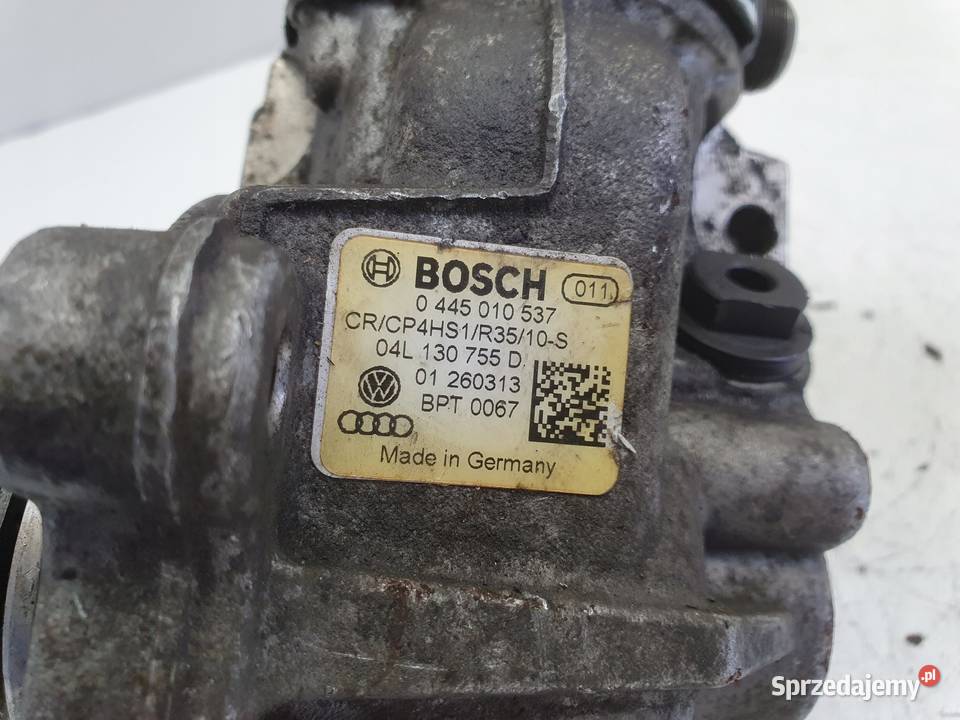 BOSCH 011
0 445 010 537
CR/CP4HS1/R35/10-S
04L 130 755 D
01 260313
BPT 0067
Made in Germany
Sprzedajemy.pl